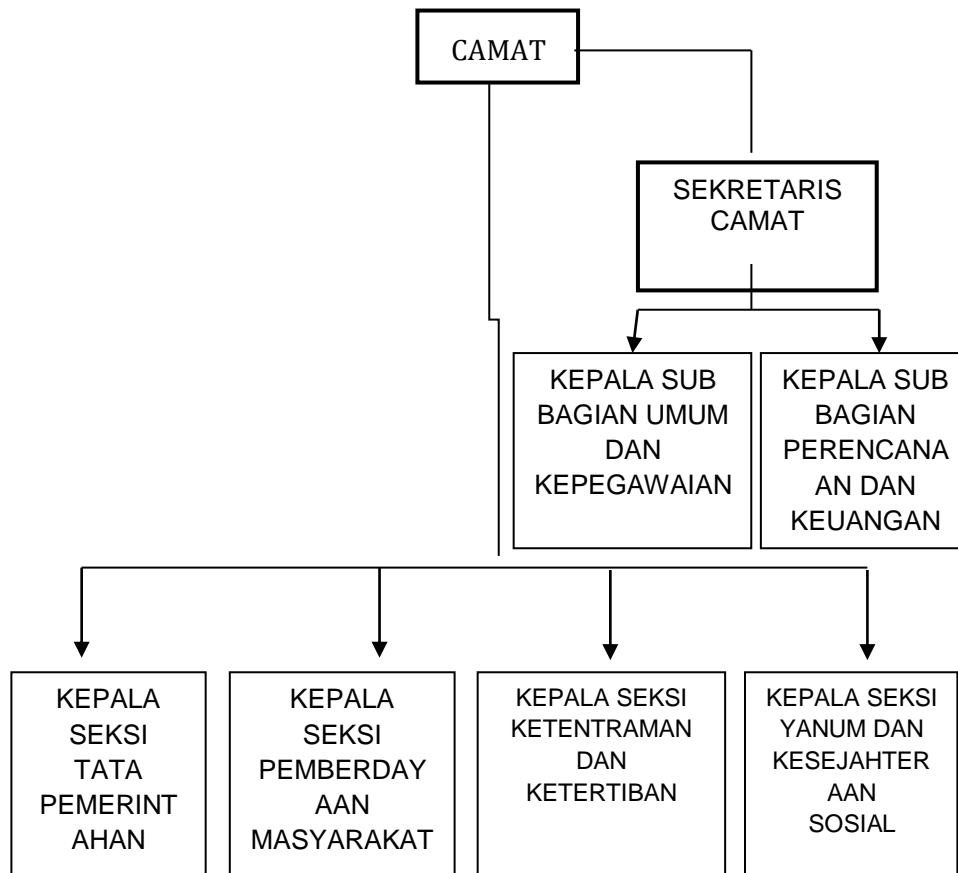 CAMAT
SEKRETARIS
CAMAT
KEPALA SUB
BAGIAN UMUM
DAN
KEPEGAWAIAN
KEPALA SUB
BAGIAN
PERENCANA
AN DAN
KEUANGAN
KEPALA
SEKSI
TATA
PEMERINT
AHAN
KEPALA
SEKSI
PEMBERDAY
AAN
MASYARAKAT
KEPALA SEKSI
KETENTRAMAN
DAN
KETERTIBAN
KEPALA SEKSI
YANUM DAN
KESEJAHTER
AAN
SOSIAL